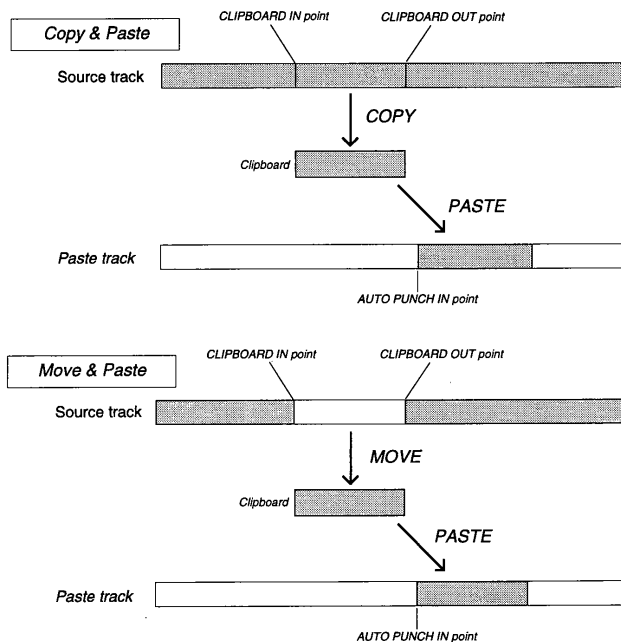 CLIPBOARD IN point CLIPBOARD OUT point
Copy & Paste
Source track
COPY
Clipboard
PASTE
Paste track
AUTO PUNCH IN point
CLIPBOARD IN point CLIPBOARD OUT point
Move & Paste
Source track
MOVE
Clipboard
PASTE
Paste track
AUTO PUNCH IN point